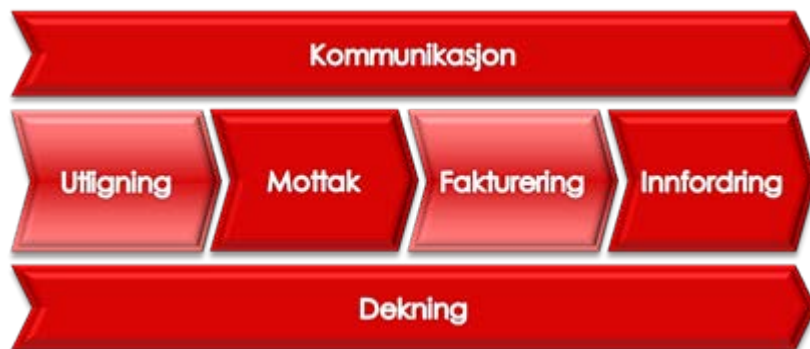 Kommunikasjon
Utligning
Mottak
Fakturering
Innfordring
Dekning